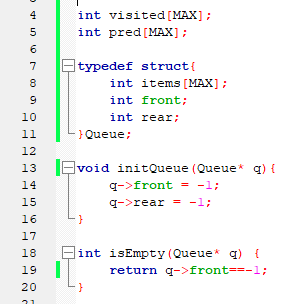 4 int visited[MAX];
5 int pred[MAX];
6
7 typedef struct{
8 int items[MAX];
9 int front;
10 int rear;
11 }Queue;
12
13 void initQueue(Queue* q){
14 q->front = -1;
15 q->rear = -1;
16 }
17
18 int isEmpty(Queue* q) {
19 return q->front==-1;
20 }